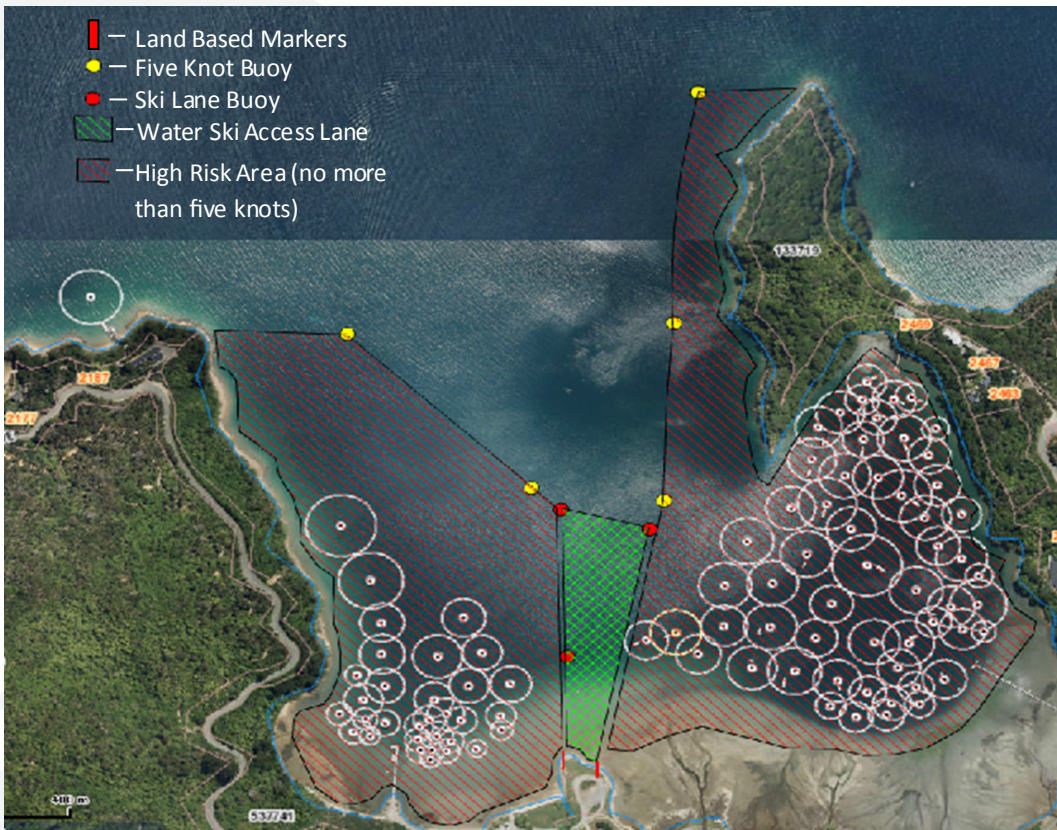 Land Based Markers
Five Knot Buoy
Ski Lane Buoy
Water Ski Access Lane
High Risk Area (no more
than five knots)
133719
2469
2467
2463
2187
2177
537741